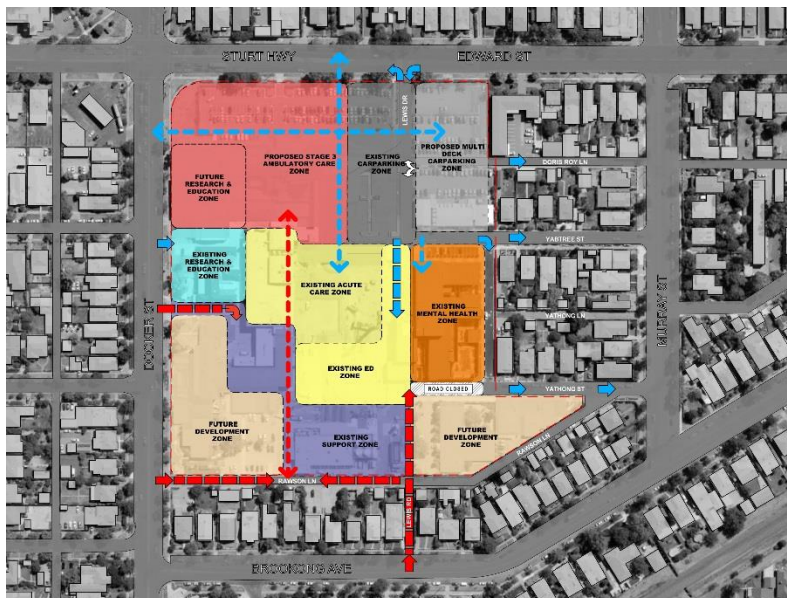 STURT HWY
EDWARD ST
LEWIS DR
PROPOSED STAGE 3
AMBULATORY CARE
ZONE
EXISTING
CARPARKING
ZONE
PROPOSED MULTI
DECK
CARPARKING
ZONE
DORIS ROY LN
FUTURE
RESEARCH &
EDUCATION
ZONE
YABTREE ST
EXISTING
RESEARCH &
EDUCATION
ZONE
EXISTING ACUTE
CARE ZONE
EXISTING
MENTAL HEALTH
ZONE
YATHONG LN
DOCKER ST
MURRAY ST
EXISTING ED
ZONE
ROAD CLOSED
YATHONG ST
FUTURE
DEVELOPMENT
ZONE
EXISTING
SUPPORT ZONE
FUTURE
DEVELOPMENT
ZONE
RAWSON LN
RAWSON LN
LEWIS RD
BROOKONG AVE